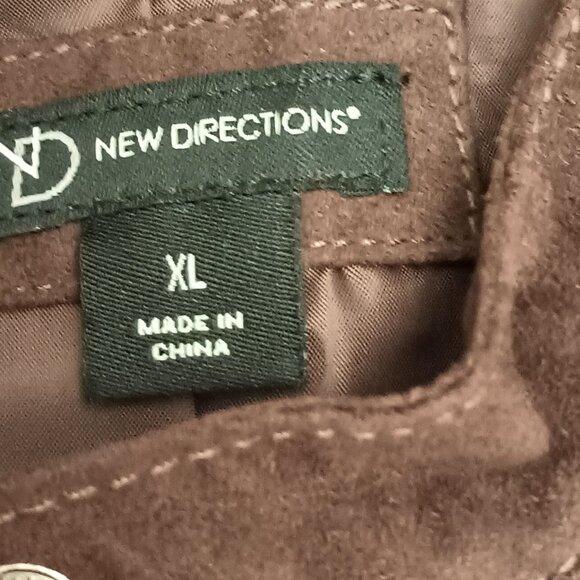 ND NEW DIRECTIONS®
XL
MADE IN
CHINA